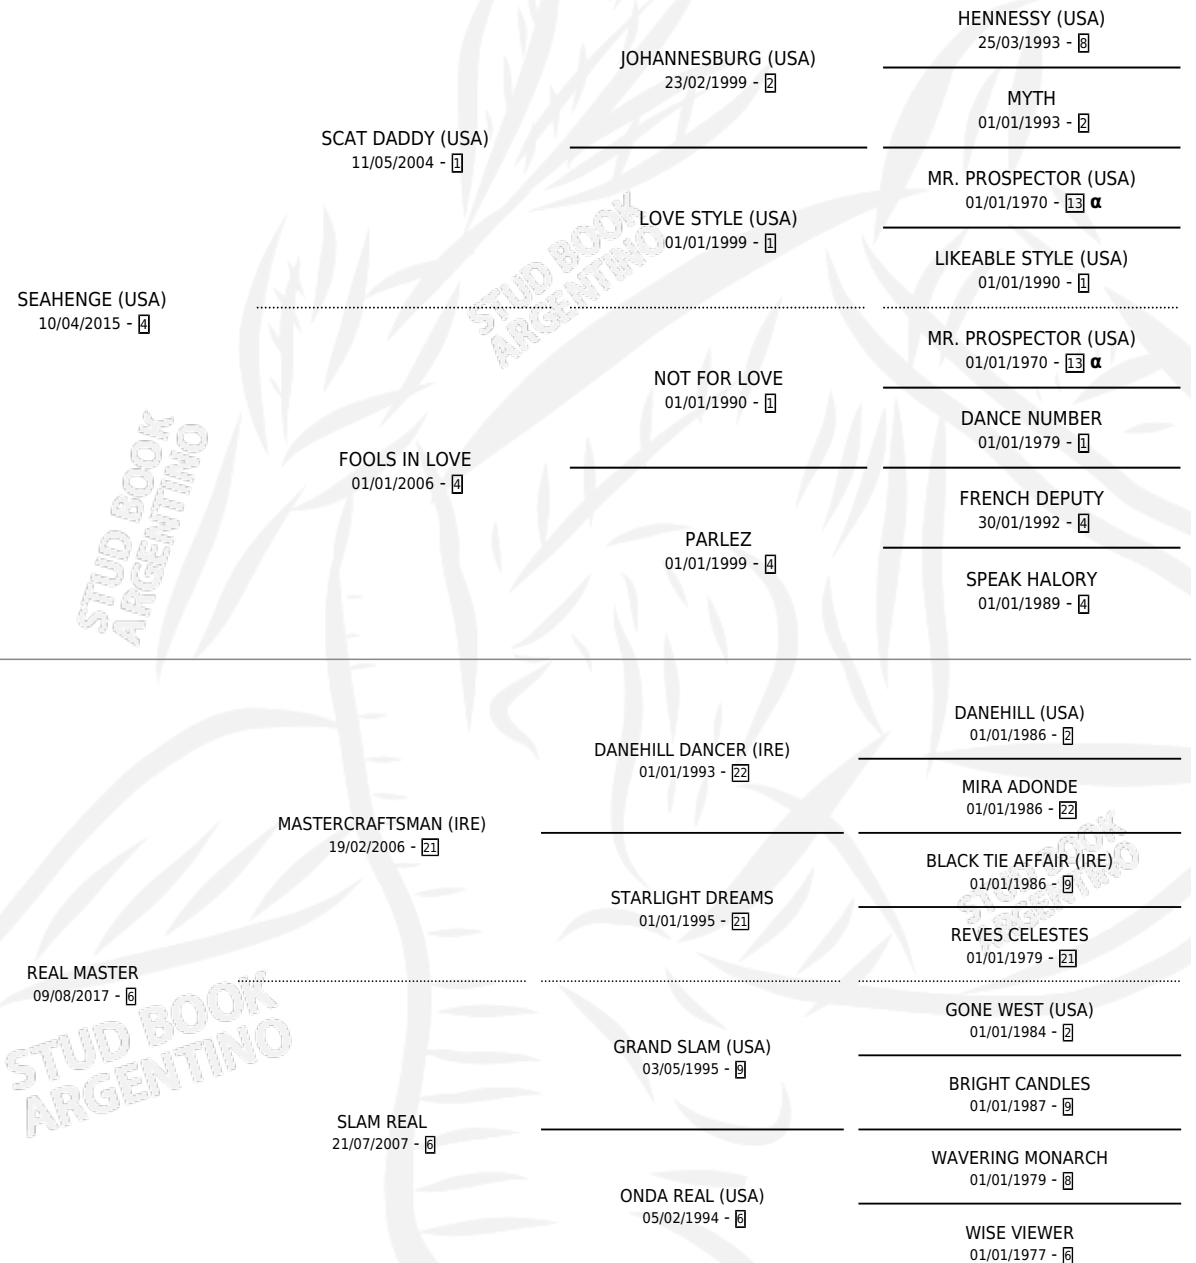 HENNESSY (USA)
25/03/1993 - 8
JOHANNESBURG (USA)
23/02/1999 - 2
MYTH
01/01/1993 - 2
SCAT DADDY (USA)
11/05/2004 - 1
MR. PROSPECTOR (USA)
01/01/1970 - 13 α
LOVE STYLE (USA)
01/01/1999 - 1
LIKEABLE STYLE (USA)
01/01/1990 - 1
SEAHENGE (USA)
10/04/2015 - 4
MR. PROSPECTOR (USA)
01/01/1970 - 13 α
NOT FOR LOVE
01/01/1990 - 1
DANCE NUMBER
01/01/1979 - 1
FOOLS IN LOVE
01/01/2006 - 4
FRENCH DEPUTY
30/01/1992 - 4
PARLEZ
01/01/1999 - 4
SPEAK HALORY
01/01/1989 - 4
DANEHILL (USA)
01/01/1986 - 2
DANEHILL DANCER (IRE)
01/01/1993 - 22
MIRA ADONDE
01/01/1986 - 22
MASTERCRAFTSMAN (IRE)
19/02/2006 - 21
BLACK TIE AFFAIR (IRE)
01/01/1986 - 9
STARLIGHT DREAMS
01/01/1995 - 21
REVES CELESTES
01/01/1979 - 21
REAL MASTER
09/08/2017 - 6
GONE WEST (USA)
01/01/1984 - 2
GRAND SLAM (USA)
03/05/1995 - 9
BRIGHT CANDLES
01/01/1987 - 9
SLAM REAL
21/07/2007 - 6
WAVERING MONARCH
01/01/1979 - 8
ONDA REAL (USA)
05/02/1994 - 6
WISE VIEWER
01/01/1977 - 6
STUD BOOK
ARGENTINO
STUD BOOK
ARGENTINO
STUD BOOK
ARGENTINO
STUD BOOK
ARGENTINO